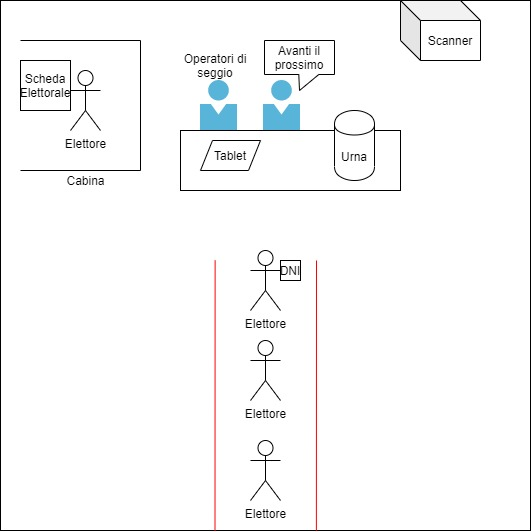 Scheda
Elettorale
Elettore
Cabina
Operatori di
seggio
Avanti il
prossimo
Scanner
Tablet
Urna
DNI
Elettore
Elettore
Elettore